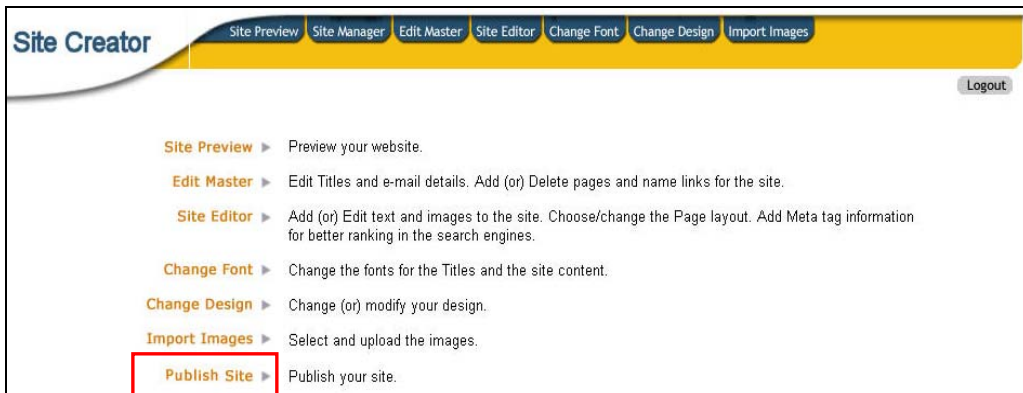 Site Creator
Site Preview Site Manager Edit Master Site Editor Change Font Change Design Import Images
Logout
Site Preview Preview your website.
Edit Master Edit Titles and e-mail details. Add (or) Delete pages and name links for the site.
Site Editor Add (or) Edit text and images to the site. Choose/change the Page layout. Add Meta tag information
for better ranking in the search engines.
Change Font Change the fonts for the Titles and the site content.
Change Design Change (or) modify your design.
Import Images Select and upload the images.
Publish Site Publish your site.